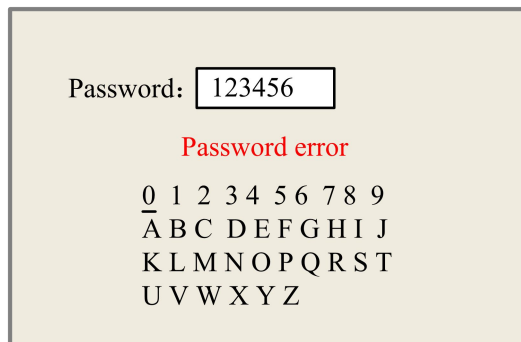 Password: 123456
Password error
0 1 2 3 4 5 6 7 8 9
A B C D E F G H I J
K L M N O P Q R S T
U V W X Y Z